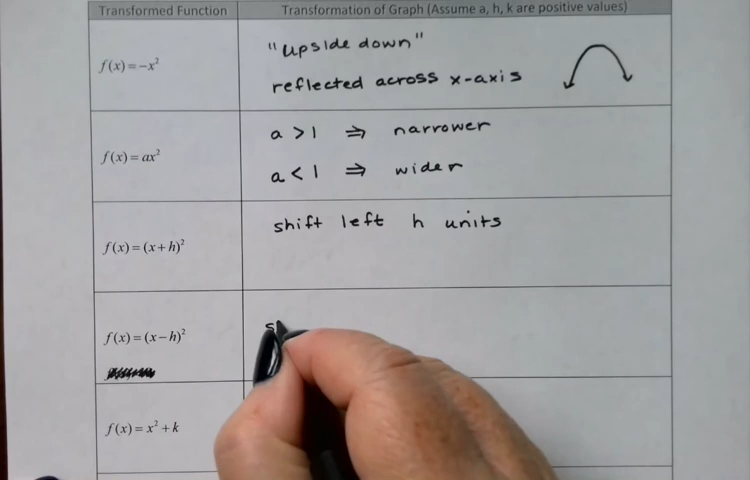 Transformed Function Transformation of Graph (Assume a, h, k are positive values)
f(x) = −x² "upside down"
reflected across x-axis
f(x) = ax² a > 1 ⇒ narrower
a < 1 ⇒ wider
f(x) = (x + h)² shift left h units
f(x) = (x − h)²
f(x) = x² + k